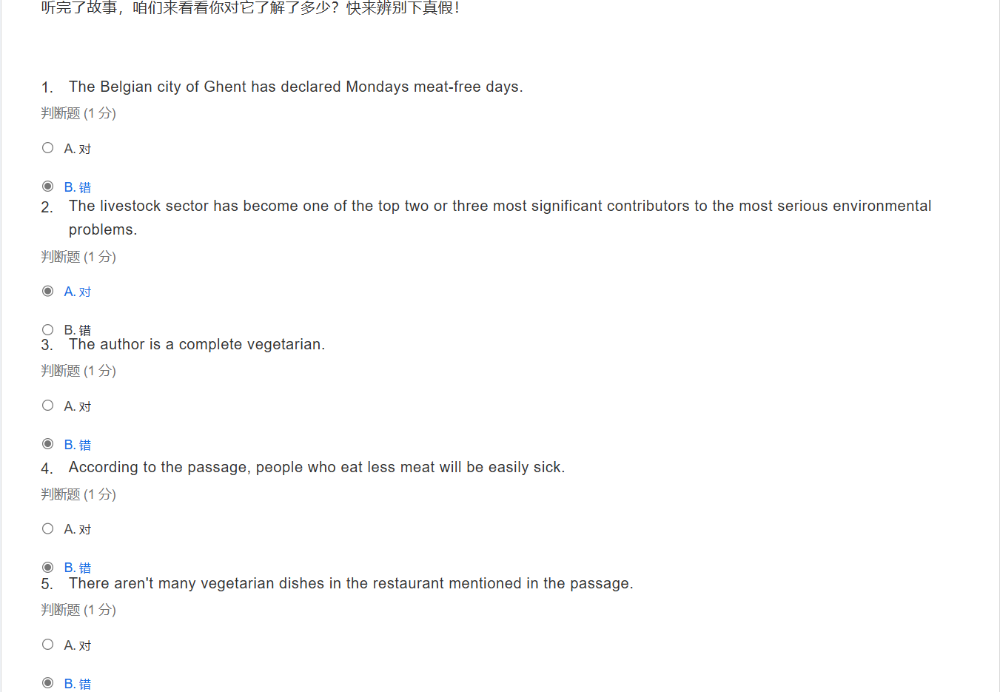 听完了故事，咱们来看看你对它了解了多少？快来辨别下真假！
1. The Belgian city of Ghent has declared Mondays meat-free days.
判断题 (1 分)
A. 对
B. 错
2. The livestock sector has become one of the top two or three most significant contributors to the most serious environmental
problems.
判断题 (1 分)
A. 对
B. 错
3. The author is a complete vegetarian.
判断题 (1 分)
A. 对
B. 错
4. According to the passage, people who eat less meat will be easily sick.
判断题 (1 分)
A. 对
B. 错
5. There aren't many vegetarian dishes in the restaurant mentioned in the passage.
判断题 (1 分)
A. 对
B. 错